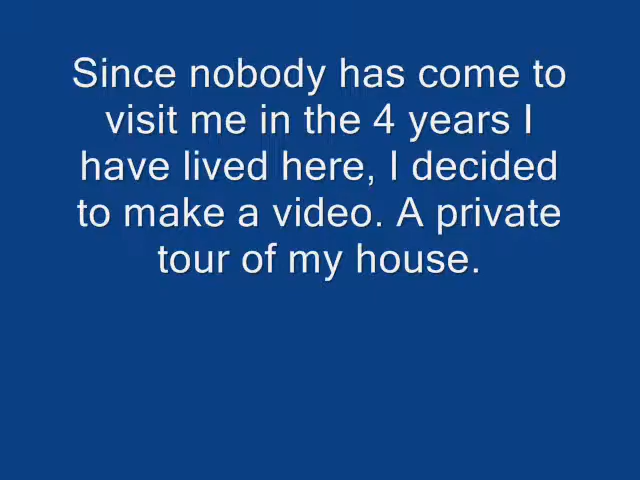 Since nobody has come to
visit me in the 4 years I
have lived here, I decided
to make a video. A private
tour of my house.